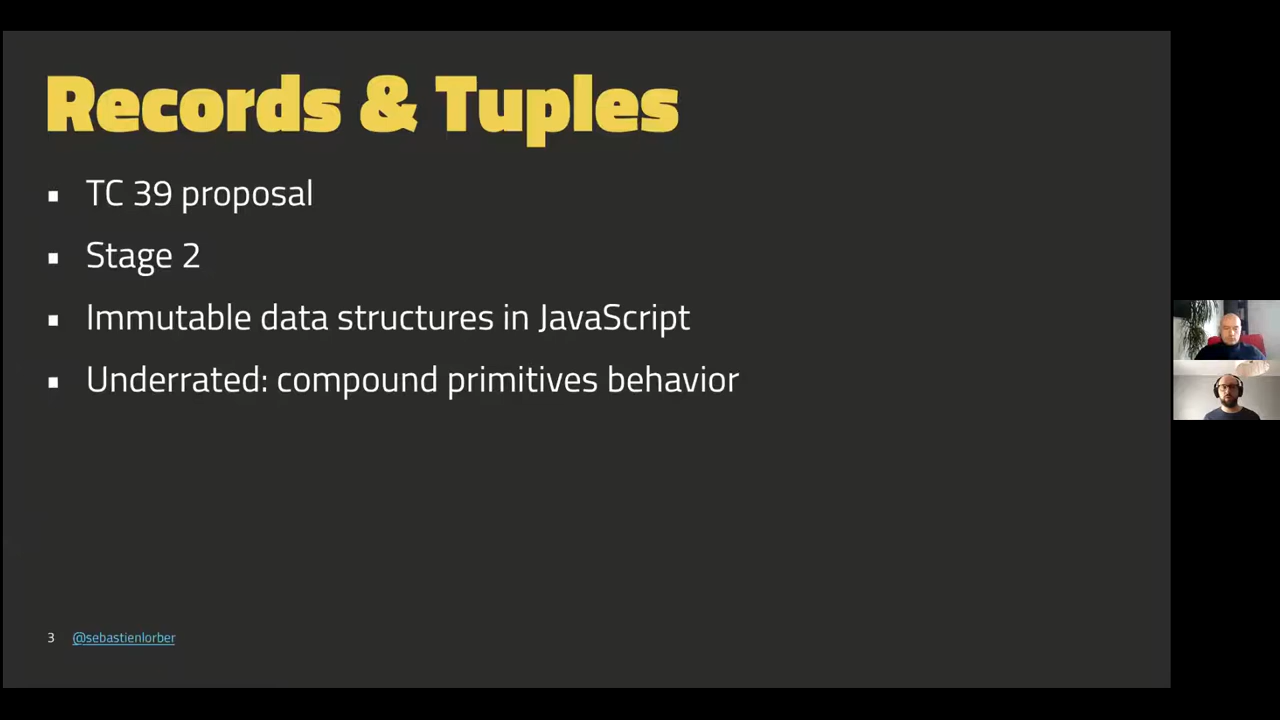 Records & Tuples
▪ TC 39 proposal
▪ Stage 2
▪ Immutable data structures in JavaScript
▪ Underrated: compound primitives behavior
3 @sebastienlorber